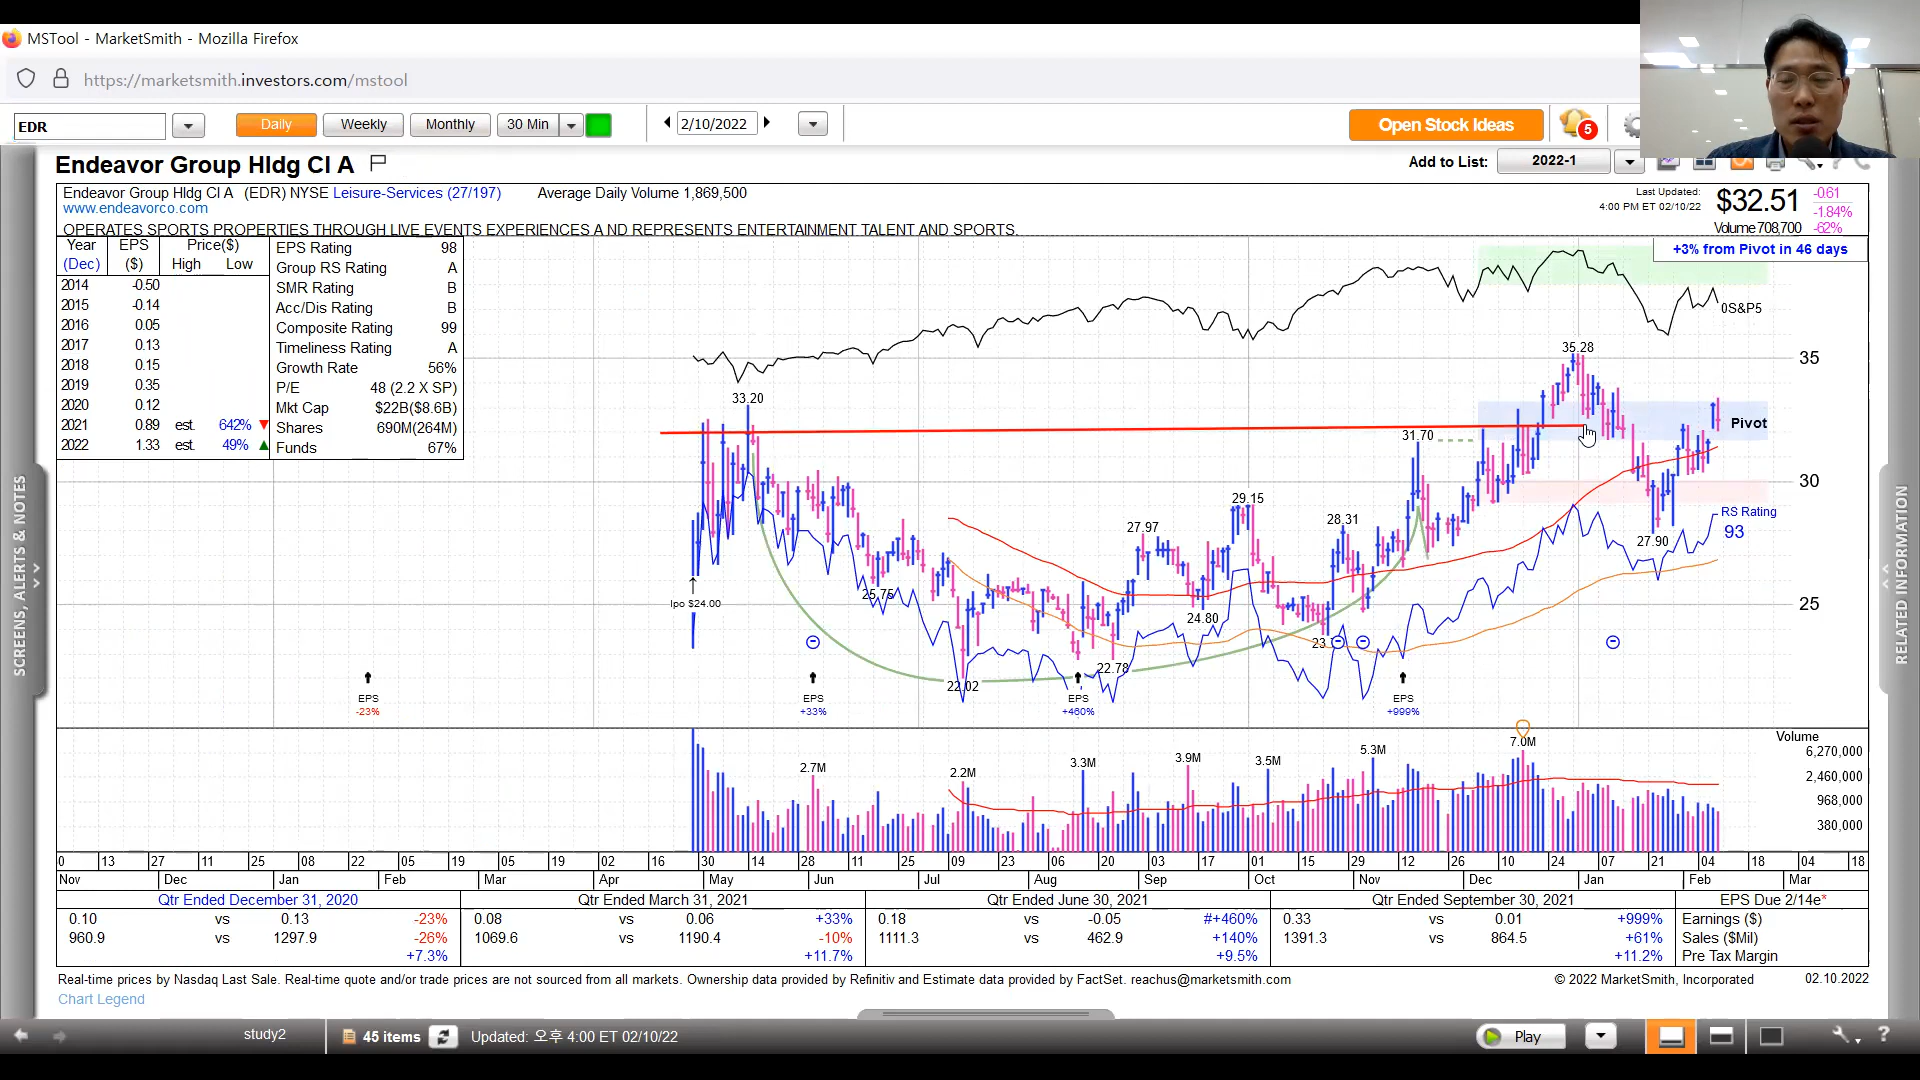 MSTool - MarketSmith - Mozilla Firefox
https://marketsmith.investors.com/mstool
EDR
Daily
Weekly
Monthly
30 Min
2/10/2022
Open Stock Ideas
5
Endeavor Group Hldg Cl A
Add to List:
2022-1
Endeavor Group Hldg Cl A (EDR) NYSE Leisure-Services (27/197) Average Daily Volume 1,869,500
www.endeavorco.com
OPERATES SPORTS PROPERTIES THROUGH LIVE EVENTS EXPERIENCES A ND REPRESENTS ENTERTAINMENT TALENT AND SPORTS.
Last Updated:
4:00 PM ET 02/10/22
$32.51
-0.61
-1.84%
Volume 708,700 -62%
+3% from Pivot in 46 days
Year EPS Price($)
(Dec) ($) High Low
2014 -0.50
2015 -0.14
2016 0.05
2017 0.13
2018 0.15
2019 0.35
2020 0.12
2021 0.89 est. 642%
2022 1.33 est. 49%
EPS Rating 98
Group RS Rating A
SMR Rating B
Acc/Dis Rating B
Composite Rating 99
Timeliness Rating A
Growth Rate 56%
P/E 48 (2.2 X SP)
Mkt Cap $22B($8.6B)
Shares 690M(264M)
Funds 67%
0S&P5
35.28
35
33.20
Pivot
31.70
30
29.15
RS Rating
93
28.31
27.97
27.90
25.75
Ipo $24.00
25
24.80
23.
22.78
22.02
EPS
-23%
EPS
+33%
EPS
+460%
EPS
+999%
Volume
7.0M
6,270,000
5.3M
3.9M
3.5M
3.3M
2.7M
2.2M
2,460,000
968,000
380,000
0 13 27 11 25 08 22 05 19 05 19 02 16 30 14 28 11 25 09 23 06 20 03 17 01 15 29 12 26 10 24 07 21 04 18 04 18
Nov Dec Jan Feb Mar Apr May Jun Jul Aug Sep Oct Nov Dec Jan Feb Mar
Qtr Ended December 31, 2020 Qtr Ended March 31, 2021 Qtr Ended June 30, 2021 Qtr Ended September 30, 2021 EPS Due 2/14e*
0.10 vs 0.13 -23% 0.08 vs 0.06 +33% 0.18 vs -0.05 #+460% 0.33 vs 0.01 +999% Earnings ($)
960.9 vs 1297.9 -26% 1069.6 vs 1190.4 -10% 1111.3 vs 462.9 +140% 1391.3 vs 864.5 +61% Sales ($Mil)
+7.3% +11.7% +9.5% +11.2% Pre Tax Margin
Real-time prices by Nasdaq Last Sale. Real-time quote and/or trade prices are not sourced from all markets. Ownership data provided by Refinitiv and Estimate data provided by FactSet. reachus@marketsmith.com
© 2022 MarketSmith, Incorporated 02.10.2022
Chart Legend
SCREENS, ALERTS & NOTES
RELATED INFORMATION
study2
45 items
Updated: 오후 4:00 ET 02/10/22
Play
?